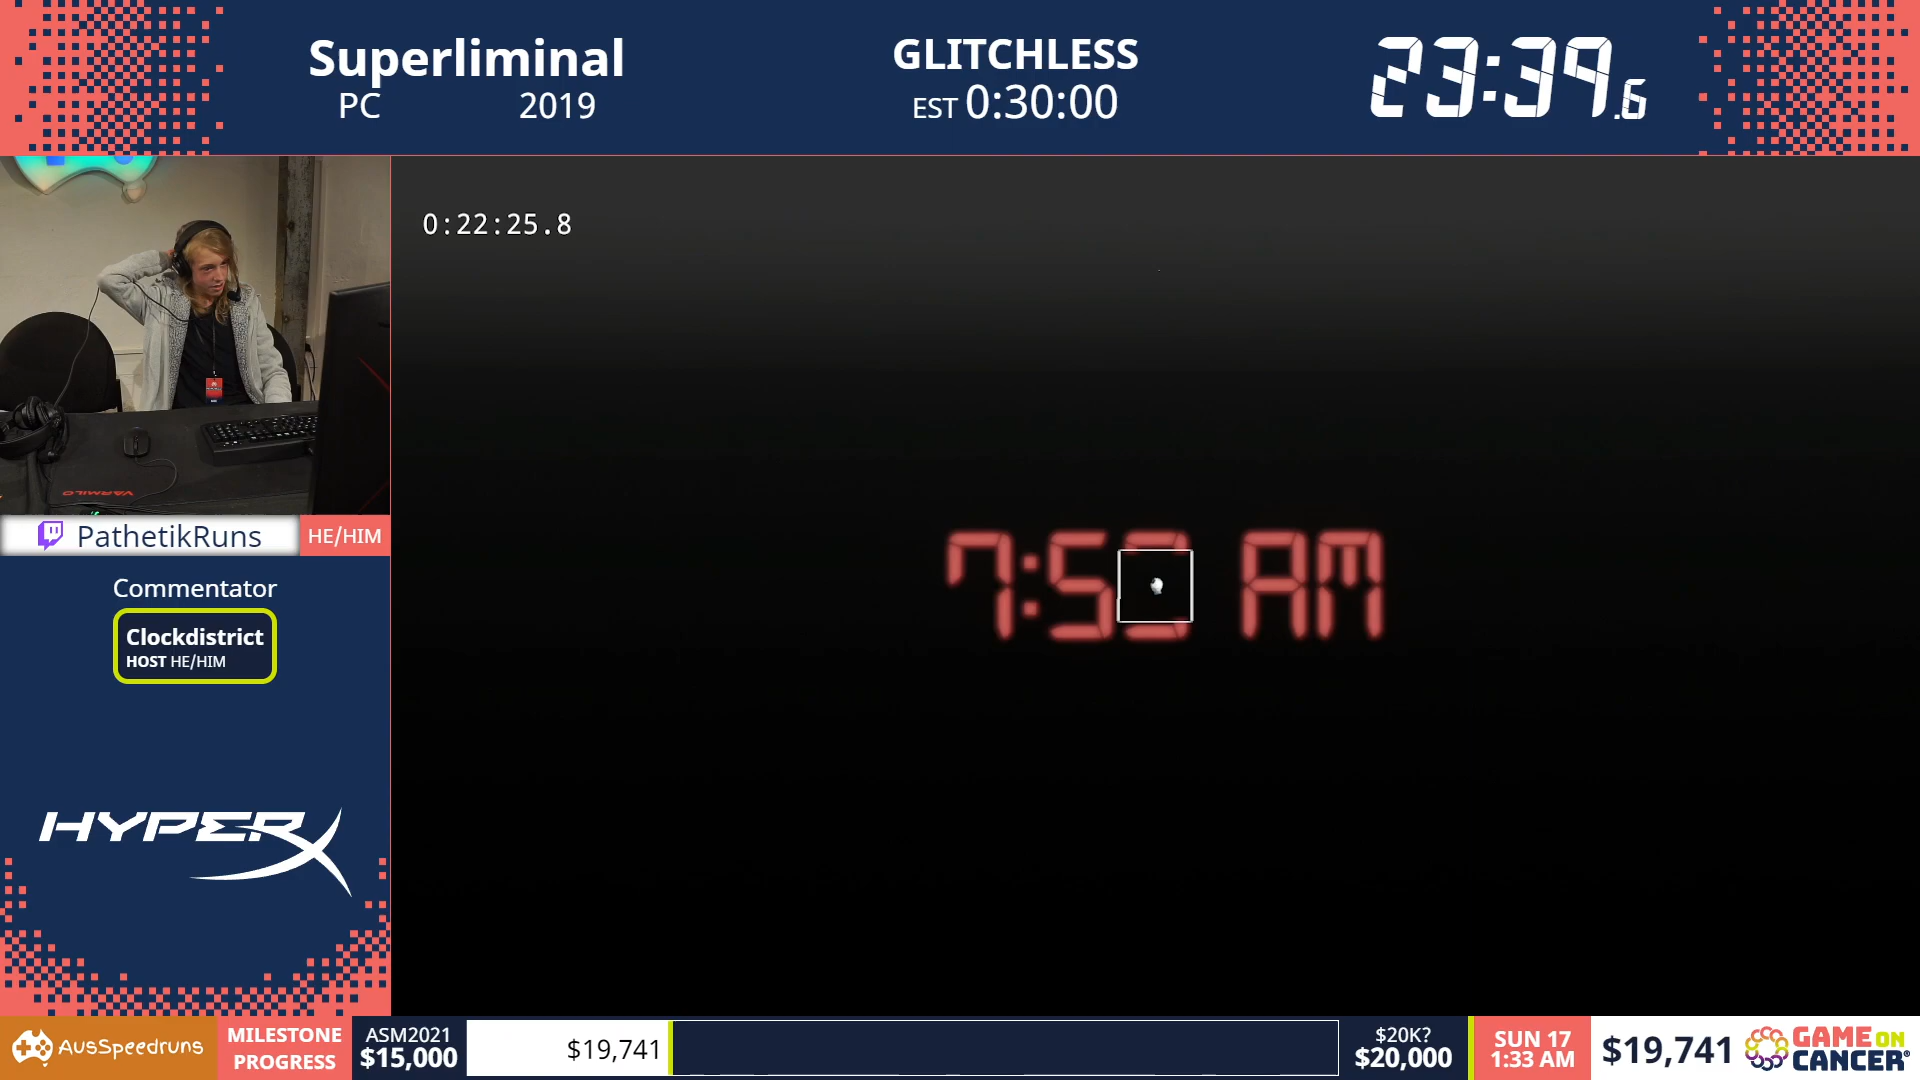 Superliminal
PC 2019
GLITCHLESS
EST 0:30:00
23:39.6
0:22:25.8
VARMILO
PathetikRuns
HE/HIM
Commentator
Clockdistrict
HOST HE/HIM
HYPERX
7:5 AM
AusSpeedruns
MILESTONE
PROGRESS
ASM2021
$15,000
$19,741
$20K?
$20,000
SUN 17
1:33 AM
$19,741
GAME ON
CANCER